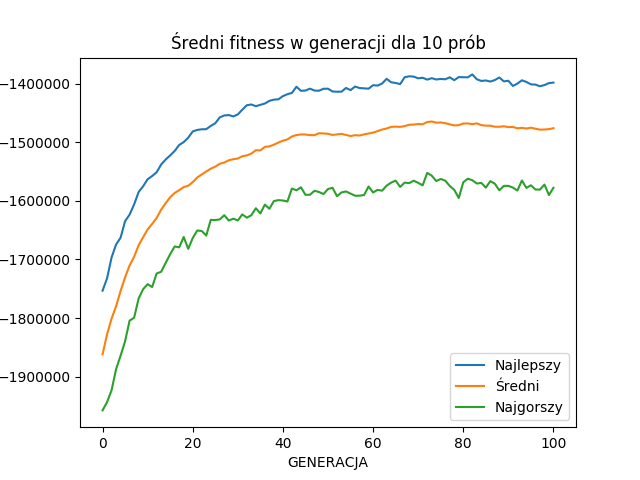 Średni fitness w generacji dla 10 prób
−1400000
−1500000
−1600000
−1700000
−1800000
−1900000
0 20 40 60 80 100
GENERACJA
Najlepszy
Średni
Najgorszy